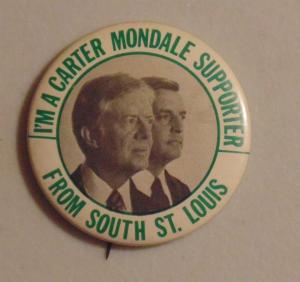 I'M A CARTER MONDALE SUPPORTER
FROM SOUTH ST. LOUIS